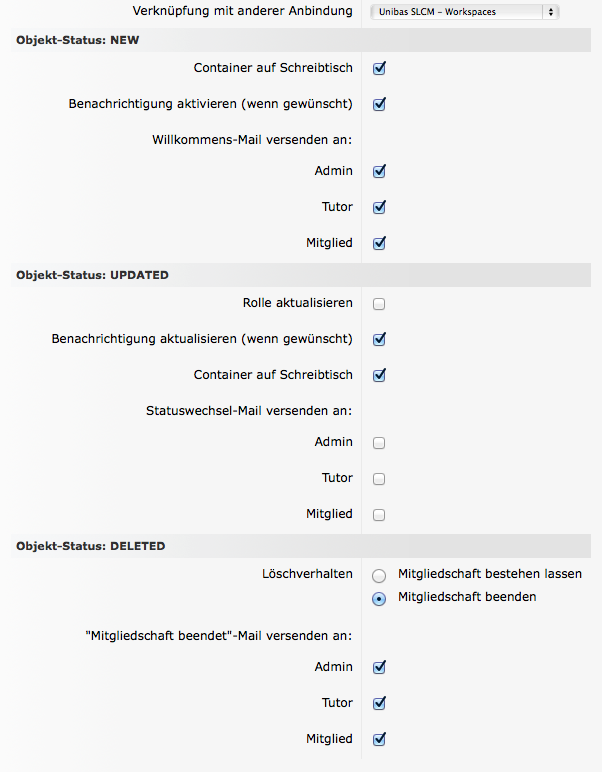 Verknüpfung mit anderer Anbindung Unibas SLCM - Workspaces
Objekt-Status: NEW
Container auf Schreibtisch
Benachrichtigung aktivieren (wenn gewünscht)
Willkommens-Mail versenden an:
Admin
Tutor
Mitglied
Objekt-Status: UPDATED
Rolle aktualisieren
Benachrichtigung aktualisieren (wenn gewünscht)
Container auf Schreibtisch
Statuswechsel-Mail versenden an:
Admin
Tutor
Mitglied
Objekt-Status: DELETED
Löschverhalten Mitgliedschaft bestehen lassen
Mitgliedschaft beenden
"Mitgliedschaft beendet"-Mail versenden an:
Admin
Tutor
Mitglied